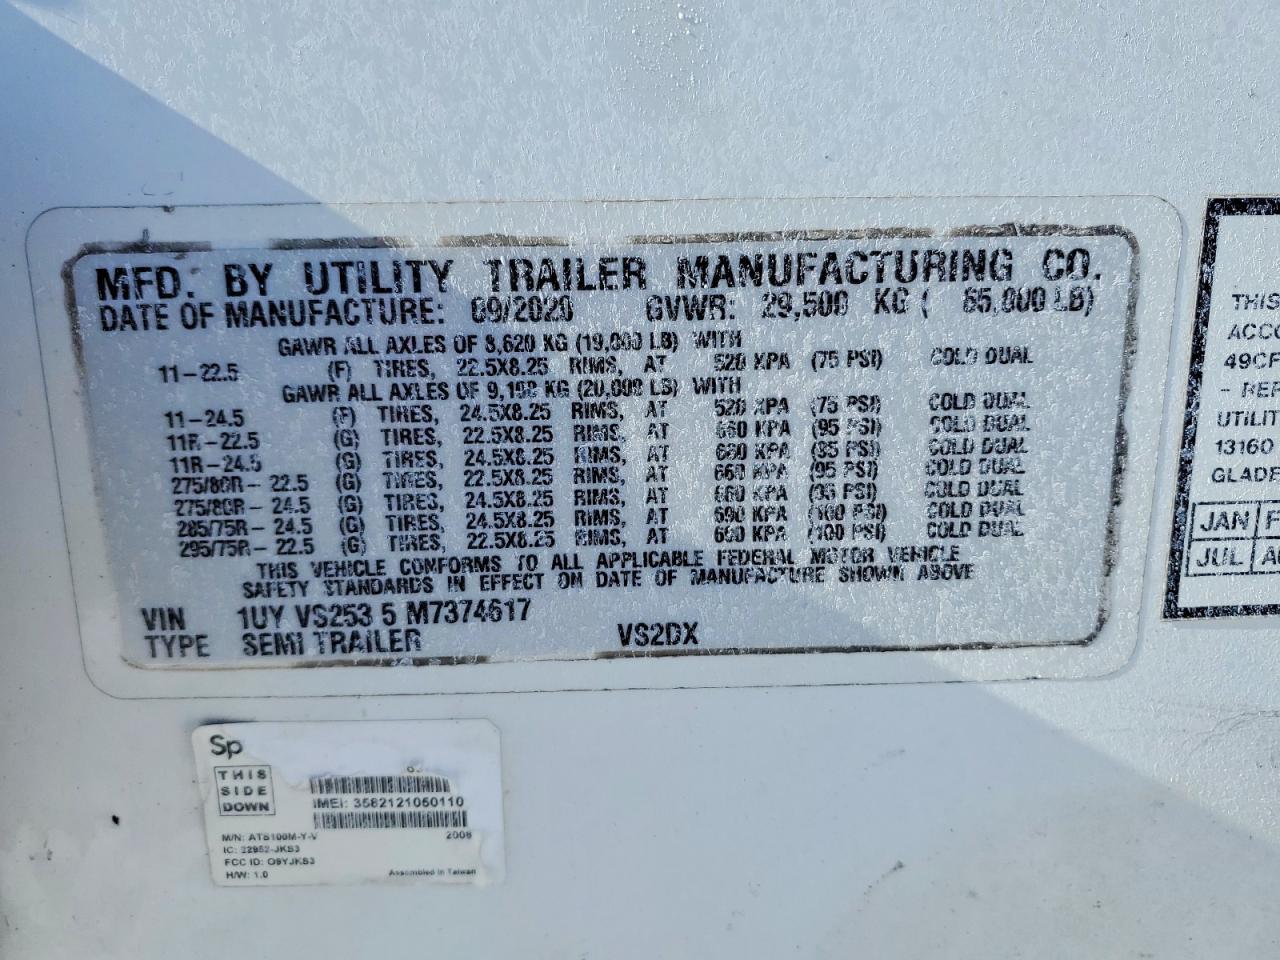 MFD. BY UTILITY TRAILER MANUFACTURING CO.
DATE OF MANUFACTURE: 09/2020 GVWR: 29,500 KG ( 65,000 LB)
GAWR ALL AXLES OF 8,620 KG (19,000 LB) WITH
11-22.5 (F) TIRES, 22.5X8.25 RIMS, AT 520 KPA (75 PSI) COLD DUAL
GAWR ALL AXLES OF 9,100 KG (20,000 LB) WITH
11-24.5 (F) TIRES, 24.5X8.25 RIMS, AT 520 KPA (75 PSI) COLD DUAL
11R-22.5 (G) TIRES, 22.5X8.25 RIMS, AT 660 KPA (95 PSI) COLD DUAL
11R-24.5 (G) TIRES, 24.5X8.25 RIMS, AT 660 KPA (95 PSI) COLD DUAL
275/80R-22.5 (G) TIRES, 22.5X8.25 RIMS, AT 660 KPA (95 PSI) COLD DUAL
275/80R-24.5 (G) TIRES, 24.5X8.25 RIMS, AT 660 KPA (95 PSI) COLD DUAL
285/75R-24.5 (G) TIRES, 24.5X8.25 RIMS, AT 690 KPA (100 PSI) COLD DUAL
295/75R-22.5 (G) TIRES, 22.5X8.25 RIMS, AT 690 KPA (100 PSI) COLD DUAL
THIS VEHICLE CONFORMS TO ALL APPLICABLE FEDERAL MOTOR VEHICLE
SAFETY STANDARDS IN EFFECT ON DATE OF MANUFACTURE SHOWN ABOVE
VIN 1UY VS253 5 M7374617
TYPE SEMI TRAILER VS2DX
THIS
ACCO
49CF
- REF
UTILIT
13160
GLADE
JAN F
JUL A
Sp
THIS
SIDE
DOWN
IMEI: 3582121060110
M/N: ATS100M-Y-V 2008
IC: 22952-JKS3
FCC ID: O9YJKS3
H/W: 1.0 Assembled in Taiwan